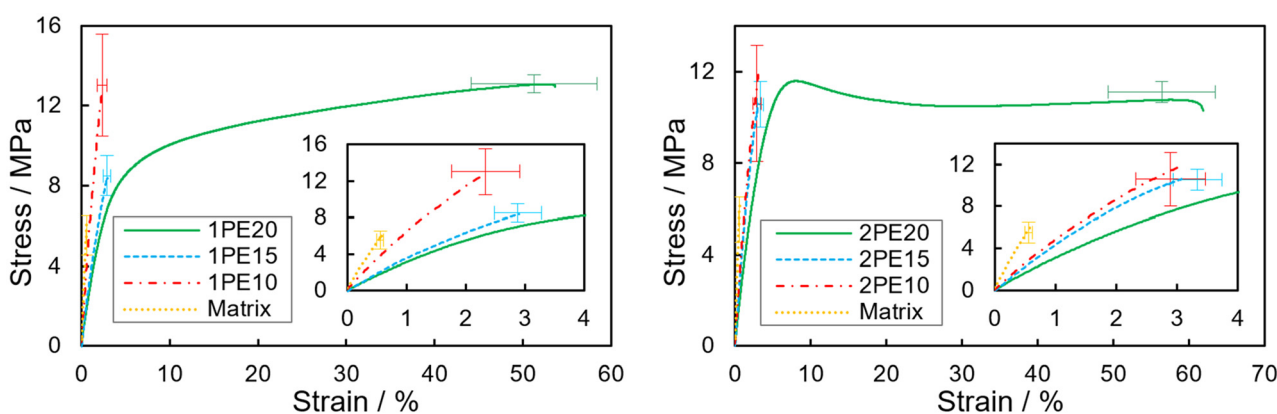 16
12
8
4
0
Stress / MPa
0 10 20 30 40 50 60
Strain / %
1PE20
1PE15
1PE10
Matrix
16
12
8
4
0
0 1 2 3 4
12
8
4
0
Stress / MPa
0 10 20 30 40 50 60 70
Strain / %
2PE20
2PE15
2PE10
Matrix
12
8
4
0
0 1 2 3 4